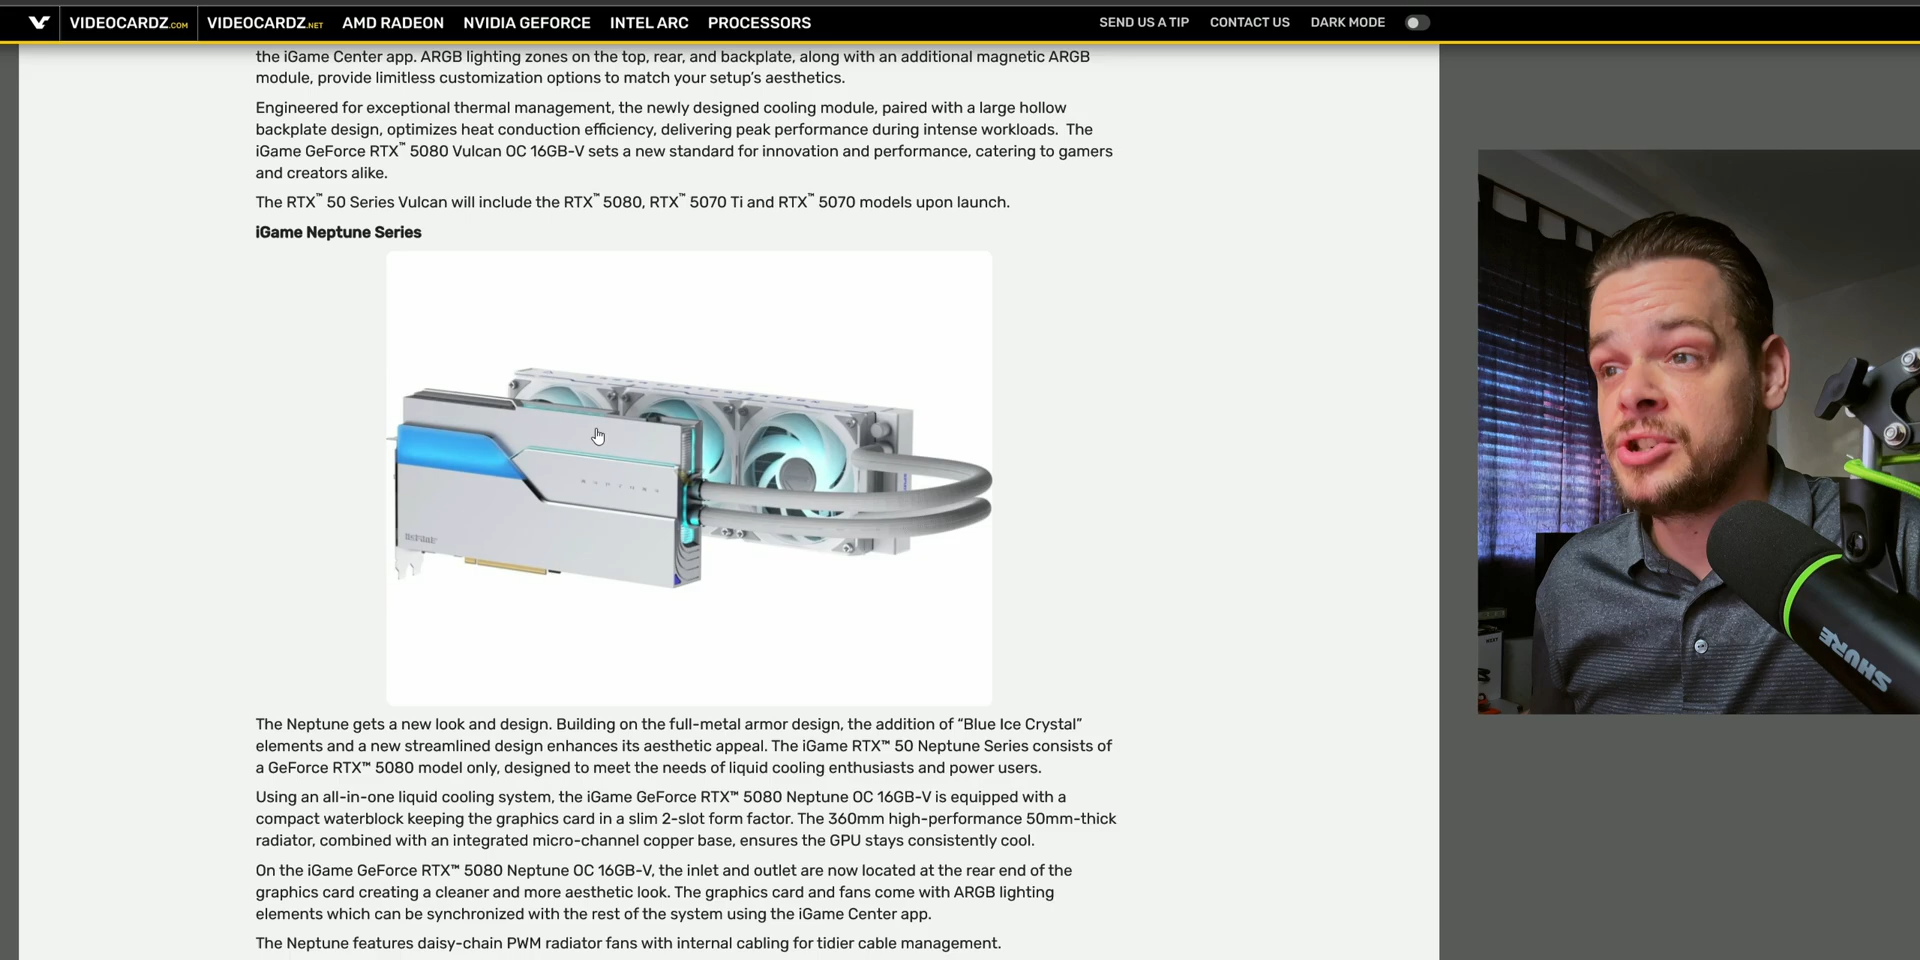 VIDEOCARDZ.COM VIDEOCARDZ.NET AMD RADEON NVIDIA GEFORCE INTEL ARC PROCESSORS SEND US A TIP CONTACT US DARK MODE
the iGame Center app. ARGB lighting zones on the top, rear, and backplate, along with an additional magnetic ARGB
module, provide limitless customization options to match your setup's aesthetics.
Engineered for exceptional thermal management, the newly designed cooling module, paired with a large hollow
backplate design, optimizes heat conduction efficiency, delivering peak performance during intense workloads. The
iGame GeForce RTX™ 5080 Vulcan OC 16GB-V sets a new standard for innovation and performance, catering to gamers
and creators alike.
The RTX™ 50 Series Vulcan will include the RTX™ 5080, RTX™ 5070 Ti and RTX™ 5070 models upon launch.
iGame Neptune Series
The Neptune gets a new look and design. Building on the full-metal armor design, the addition of “Blue Ice Crystal”
elements and a new streamlined design enhances its aesthetic appeal. The iGame RTX™ 50 Neptune Series consists of
a GeForce RTX™ 5080 model only, designed to meet the needs of liquid cooling enthusiasts and power users.
Using an all-in-one liquid cooling system, the iGame GeForce RTX™ 5080 Neptune OC 16GB-V is equipped with a
compact waterblock keeping the graphics card in a slim 2-slot form factor. The 360mm high-performance 50mm-thick
radiator, combined with an integrated micro-channel copper base, ensures the GPU stays consistently cool.
On the iGame GeForce RTX™ 5080 Neptune OC 16GB-V, the inlet and outlet are now located at the rear end of the
graphics card creating a cleaner and more aesthetic look. The graphics card and fans come with ARGB lighting
elements which can be synchronized with the rest of the system using the iGame Center app.
The Neptune features daisy-chain PWM radiator fans with internal cabling for tidier cable management.
SHURE